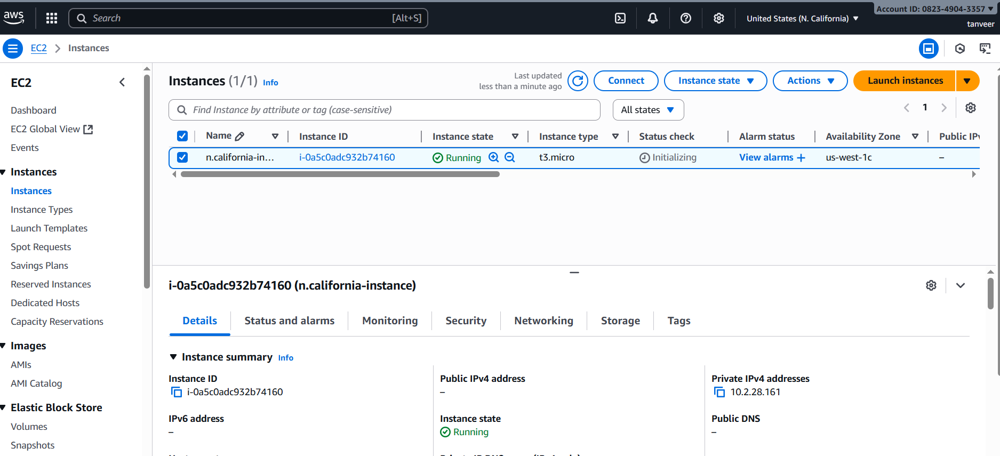 aws
Search
[Alt+S]
United States (N. California)
Account ID: 0823-4904-3357
tanveer
EC2
Instances
EC2
Dashboard
EC2 Global View
Events
Instances
Instances
Instance Types
Launch Templates
Spot Requests
Savings Plans
Reserved Instances
Dedicated Hosts
Capacity Reservations
Images
AMIs
AMI Catalog
Elastic Block Store
Volumes
Snapshots
Instances (1/1) Info
Last updated
less than a minute ago
Connect
Instance state
Actions
Launch instances
Find Instance by attribute or tag (case-sensitive)
All states
1
Name Instance ID Instance state Instance type Status check Alarm status Availability Zone Public IPv
n.california-in... i-0a5c0adc932b74160 Running t3.micro Initializing View alarms + us-west-1c –
i-0a5c0adc932b74160 (n.california-instance)
Details Status and alarms Monitoring Security Networking Storage Tags
Instance summary Info
Instance ID
i-0a5c0adc932b74160
Public IPv4 address
–
Private IPv4 addresses
10.2.28.161
IPv6 address
–
Instance state
Running
Public DNS
–